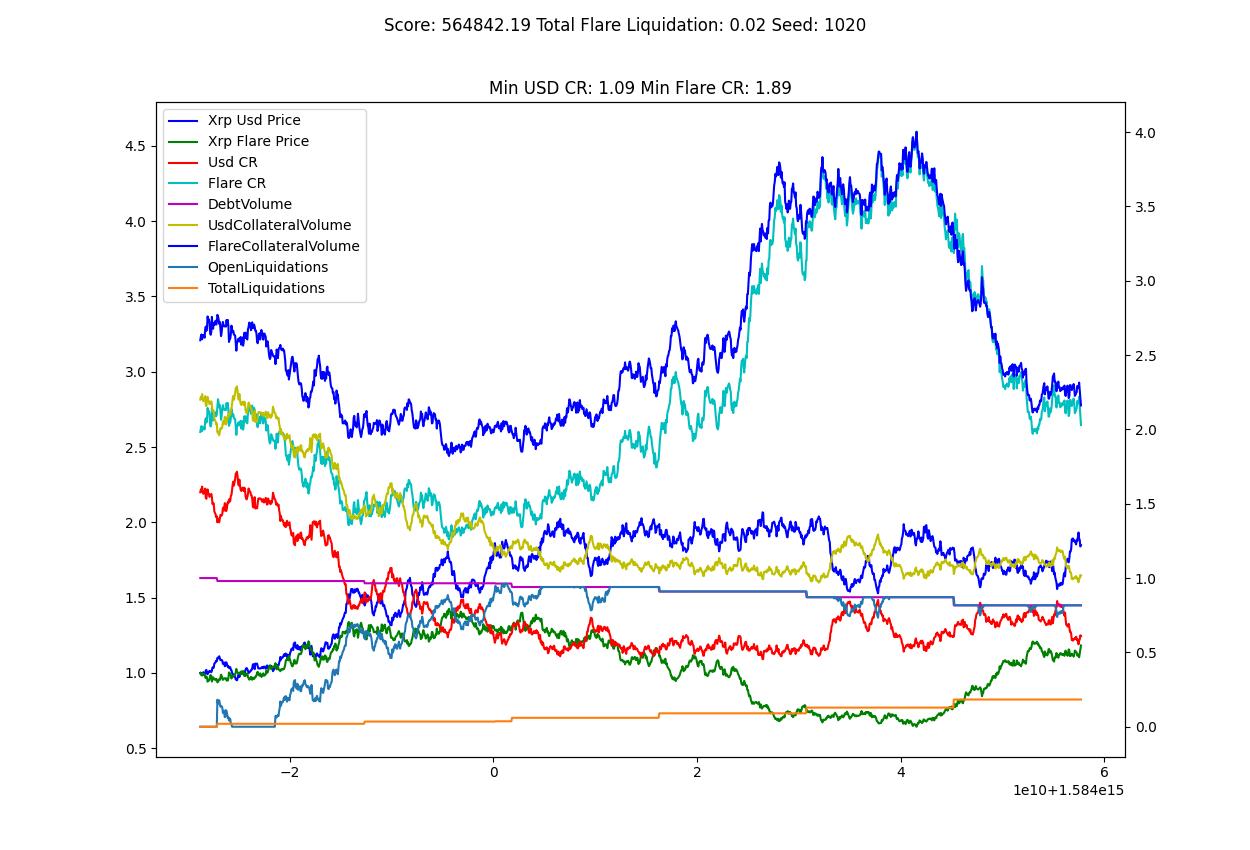 Score: 564842.19 Total Flare Liquidation: 0.02 Seed: 1020
Min USD CR: 1.09 Min Flare CR: 1.89
Xrp Usd Price
Xrp Flare Price
Usd CR
Flare CR
DebtVolume
UsdCollateralVolume
FlareCollateralVolume
OpenLiquidations
TotalLiquidations
4.5
4.0
3.5
3.0
2.5
2.0
1.5
1.0
0.5
4.0
3.5
3.0
2.5
2.0
1.5
1.0
0.5
0.0
−2
0
2
4
6
1e10+1.584e15